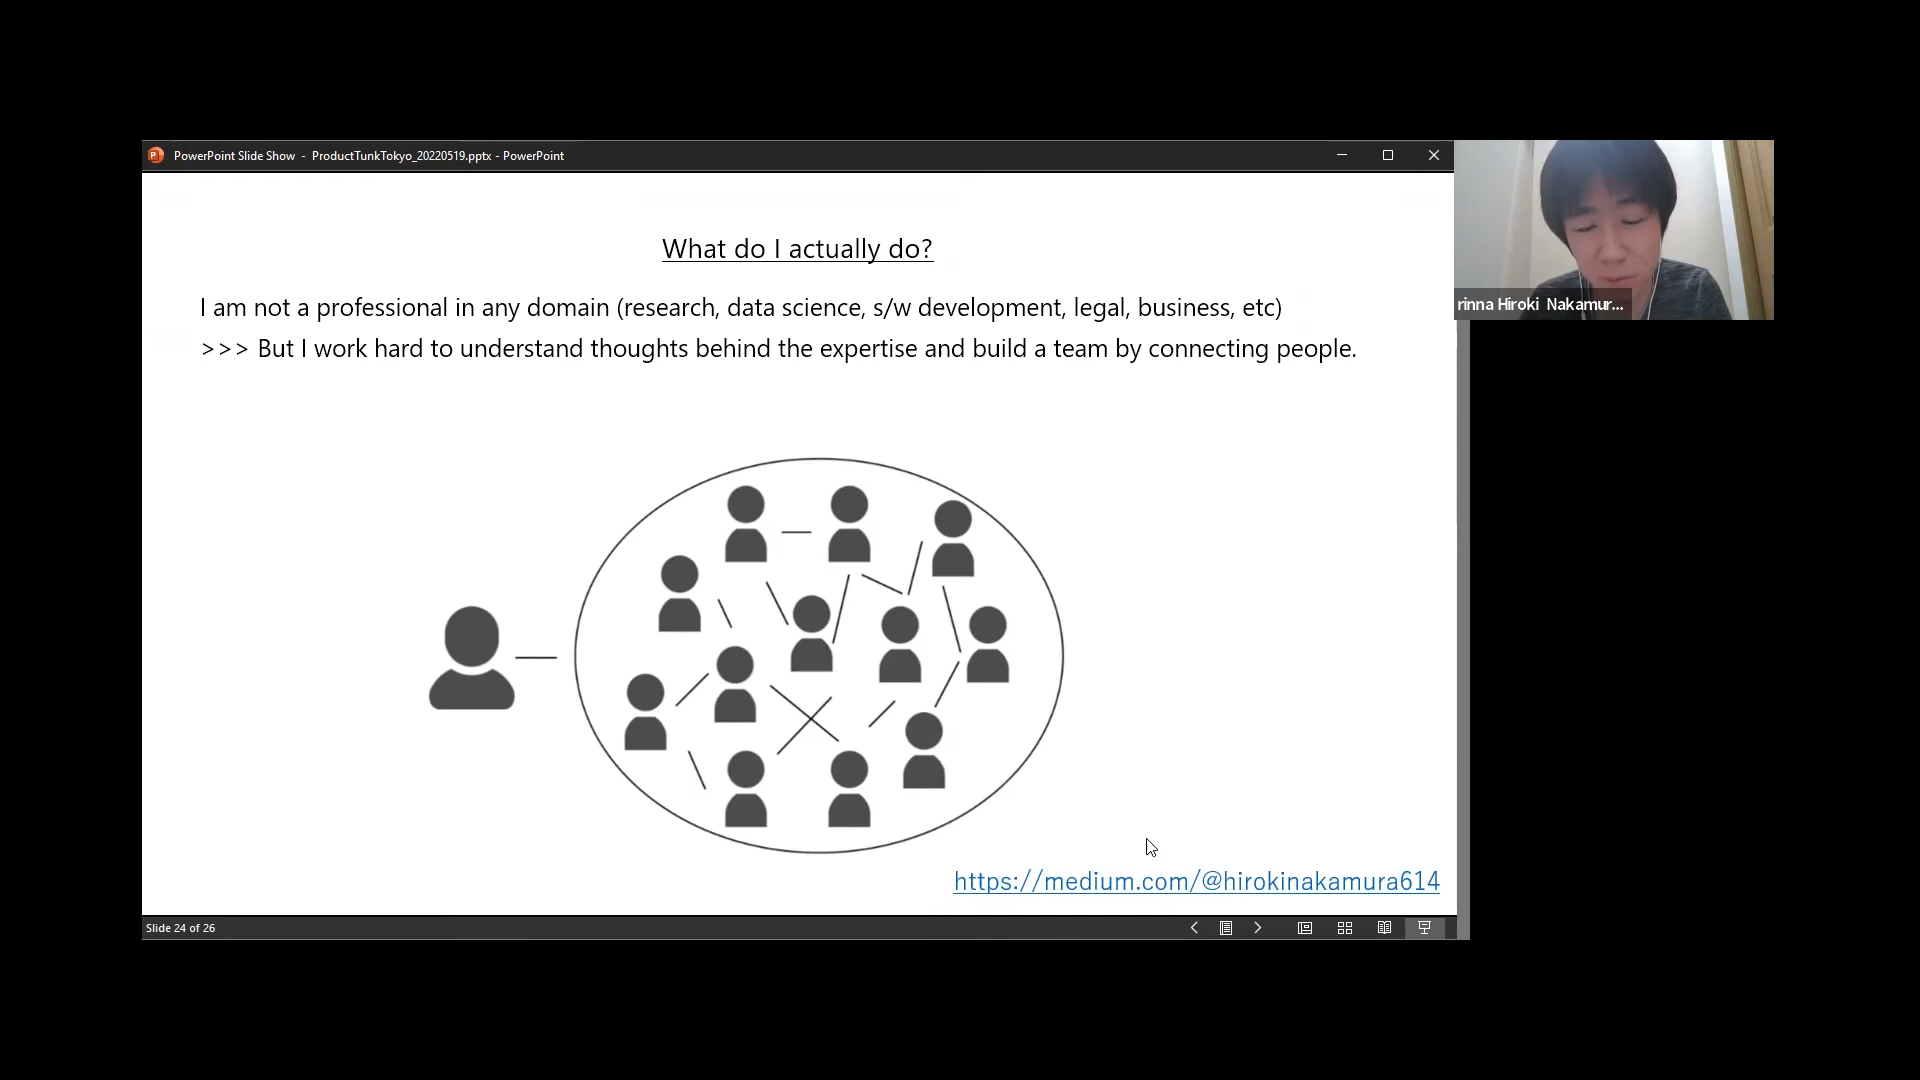 PowerPoint Slide Show - ProductTunkTokyo_20220519.pptx - PowerPoint
What do I actually do?
I am not a professional in any domain (research, data science, s/w development, legal, business, etc)
>>> But I work hard to understand thoughts behind the expertise and build a team by connecting people.
rinna Hiroki Nakamur...
https://medium.com/@hirokinakamura614
Slide 24 of 26